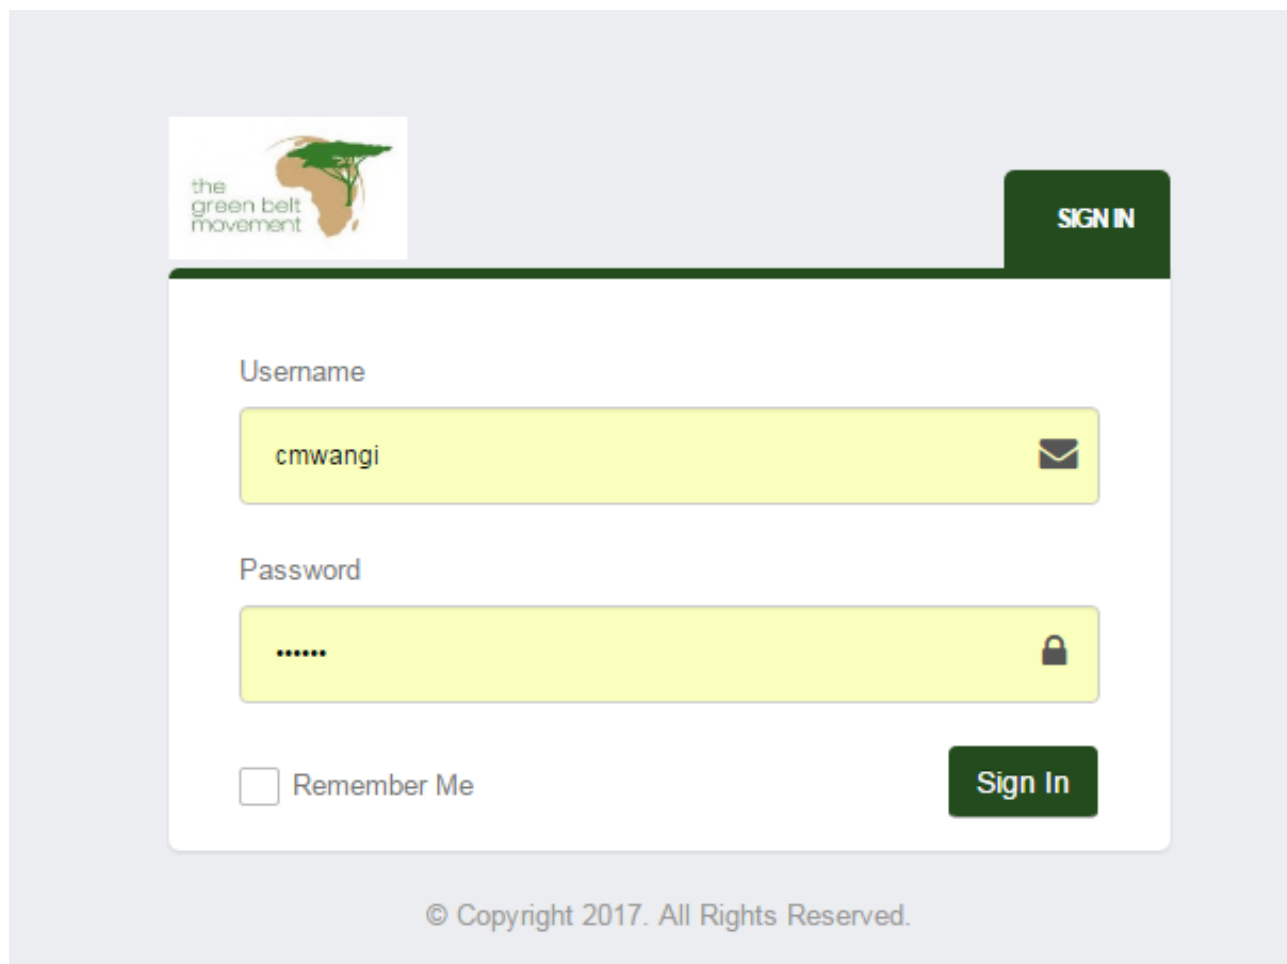 the
green belt
movement
SIGN IN
Username
cmwangi
Password
••••••
Remember Me
Sign In
© Copyright 2017. All Rights Reserved.